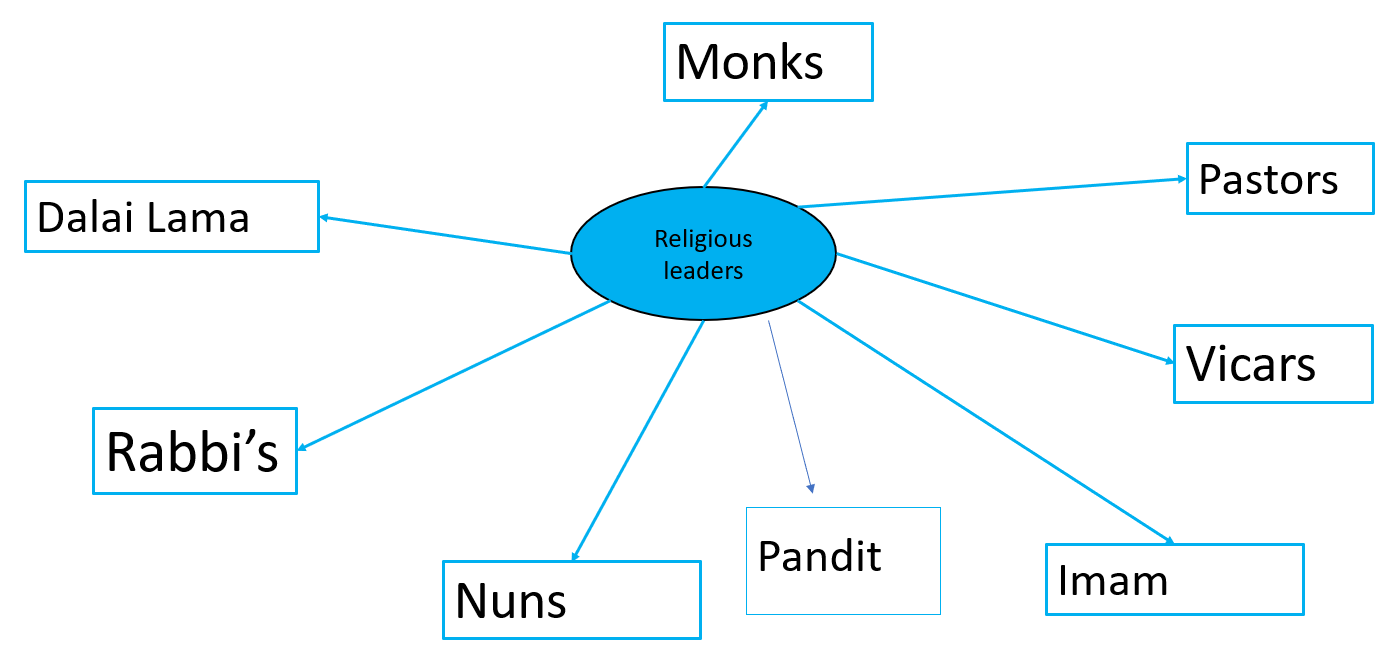 Monks
Pastors
Dalai Lama
Religious
leaders
Vicars
Rabbi’s
Pandit
Imam
Nuns